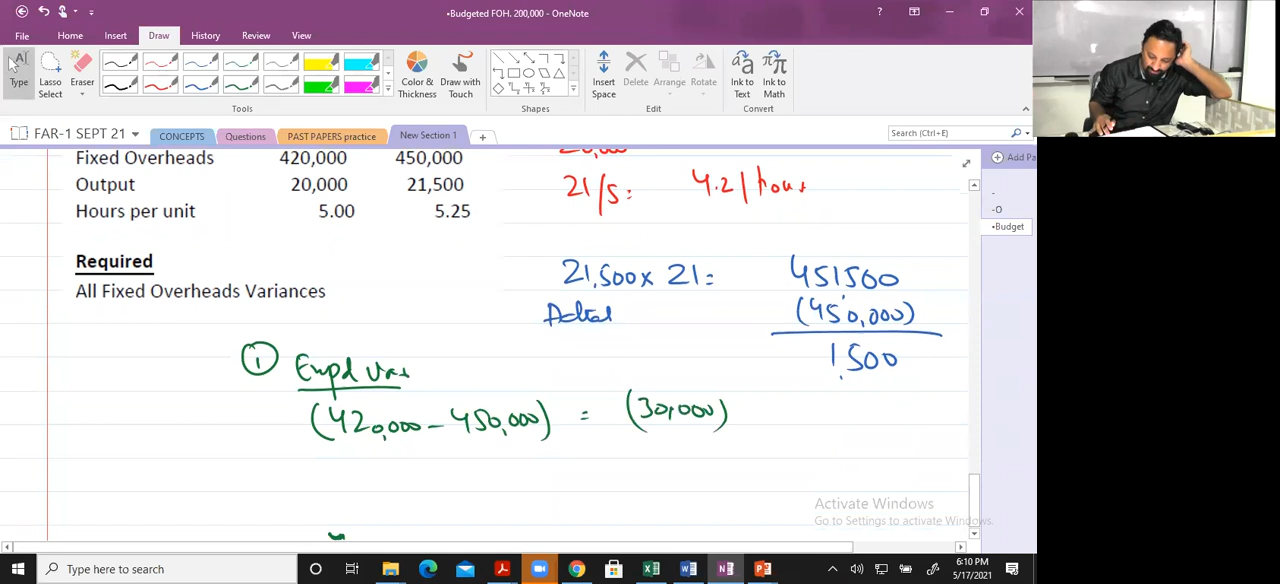 •Budgeted FOH. 200,000 - OneNote
File Home Insert Draw History Review View
Type Lasso Select Eraser Color & Thickness Draw with Touch Insert Space Delete Arrange Rotate Ink to Text Ink to Math
Tools Shapes Edit Convert
FAR-1 SEPT 21 CONCEPTS Questions PAST PAPERS practice New Section 1 Search (Ctrl+E)
Add Pa
-
-O
•Budget
Fixed Overheads 420,000 450,000
Output 20,000 21,500
Hours per unit 5.00 5.25
21/5= 4.2/hour
Required
All Fixed Overheads Variances
21,500 x 21= 451500
Actual (450,000)
1,500
1 Expd Var
(420,000 - 450,000) = (30,000)
Activate Windows
Go to Settings to activate Windows.
Type here to search
6:10 PM
5/17/2021